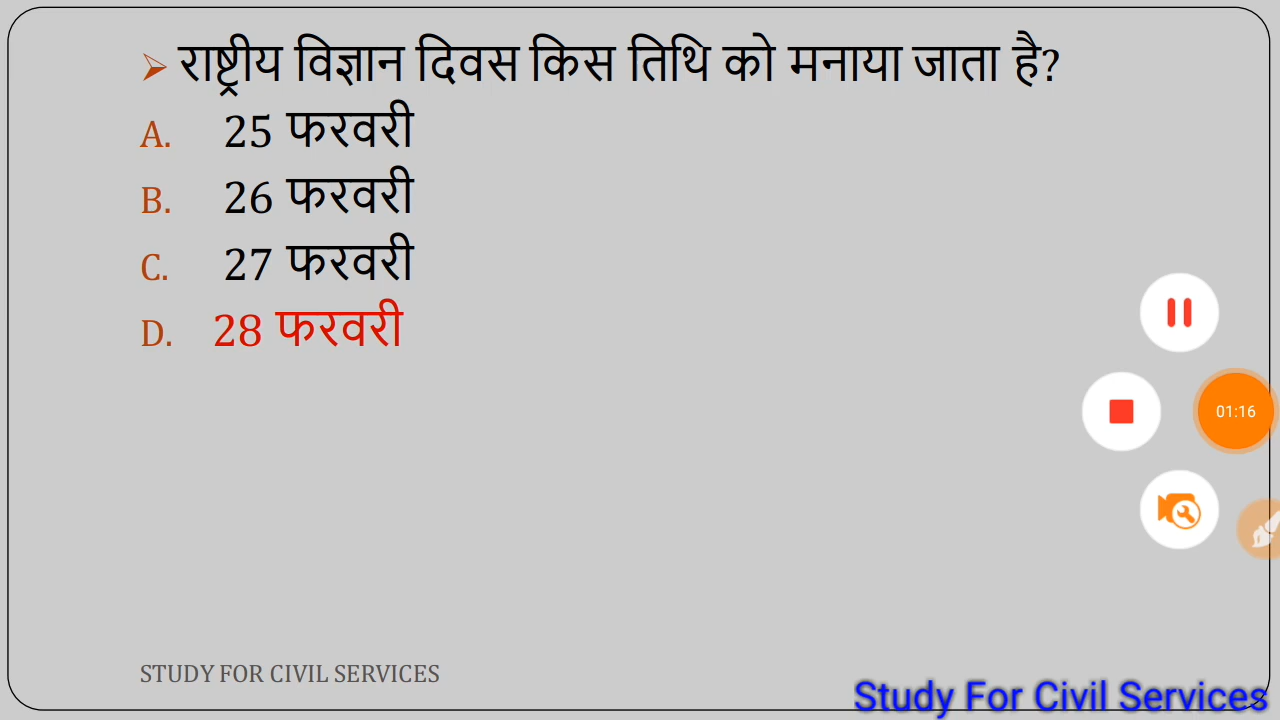 राष्ट्रीय विज्ञान दिवस किस तिथि को मनाया जाता है?
A. 25 फरवरी
B. 26 फरवरी
C. 27 फरवरी
D. 28 फरवरी
01:16
STUDY FOR CIVIL SERVICES
Study For Civil Services